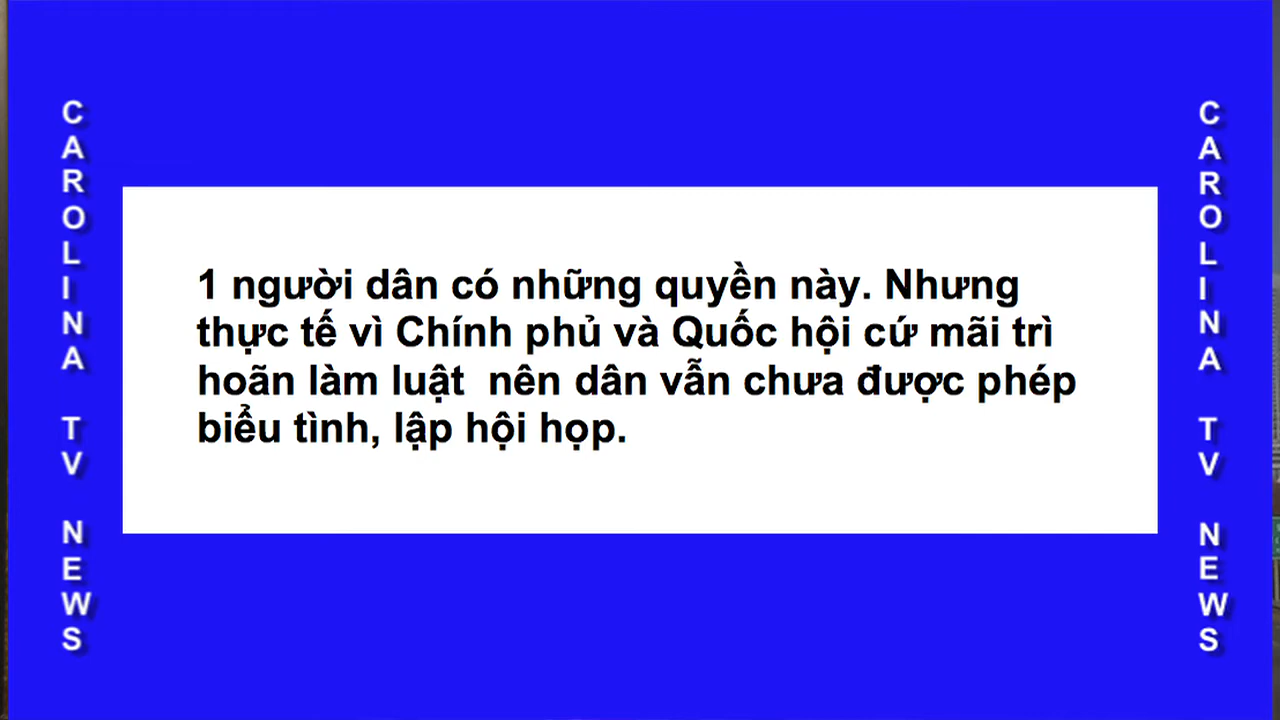 CAROLINA TV NEWS
1 người dân có những quyền này. Nhưng
thực tế vì Chính phủ và Quốc hội cứ mãi trì
hoãn làm luật  nên dân vẫn chưa được phép
biểu tình, lập hội họp.
CAROLINA TV NEWS